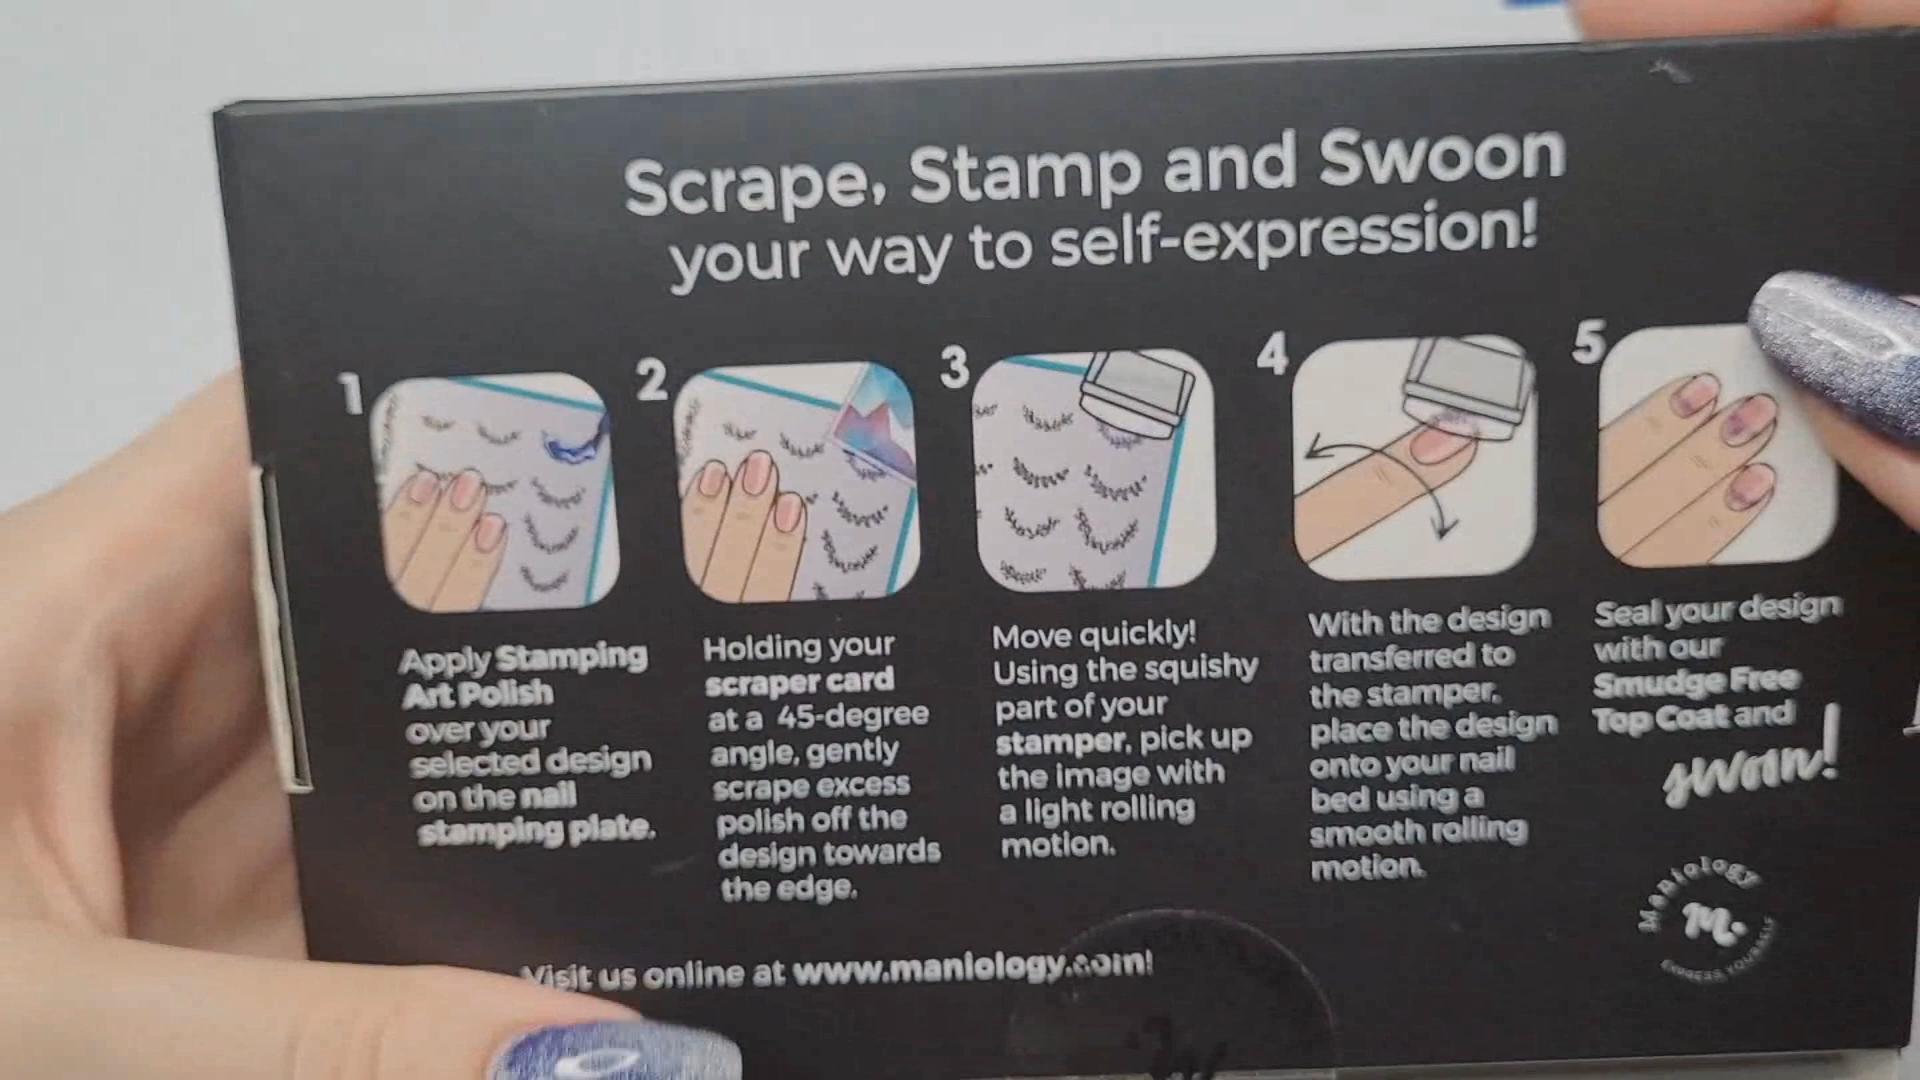 Scrape, Stamp and Swoon
your way to self-expression!
1
Apply Stamping
Art Polish
over your
selected design
on the nail
stamping plate.
2
Holding your
scraper card
at a 45-degree
angle, gently
scrape excess
polish off the
design towards
the edge.
3
Move quickly!
Using the squishy
part of your
stamper, pick up
the image with
a light rolling
motion.
4
With the design
transferred to
the stamper,
place the design
onto your nail
bed using a
smooth rolling
motion.
5
Seal your design
with our
Smudge Free
Top Coat and
swoon!
Maniology
m.
EXPRESS YOURSELF
Visit us online at www.maniology.com!